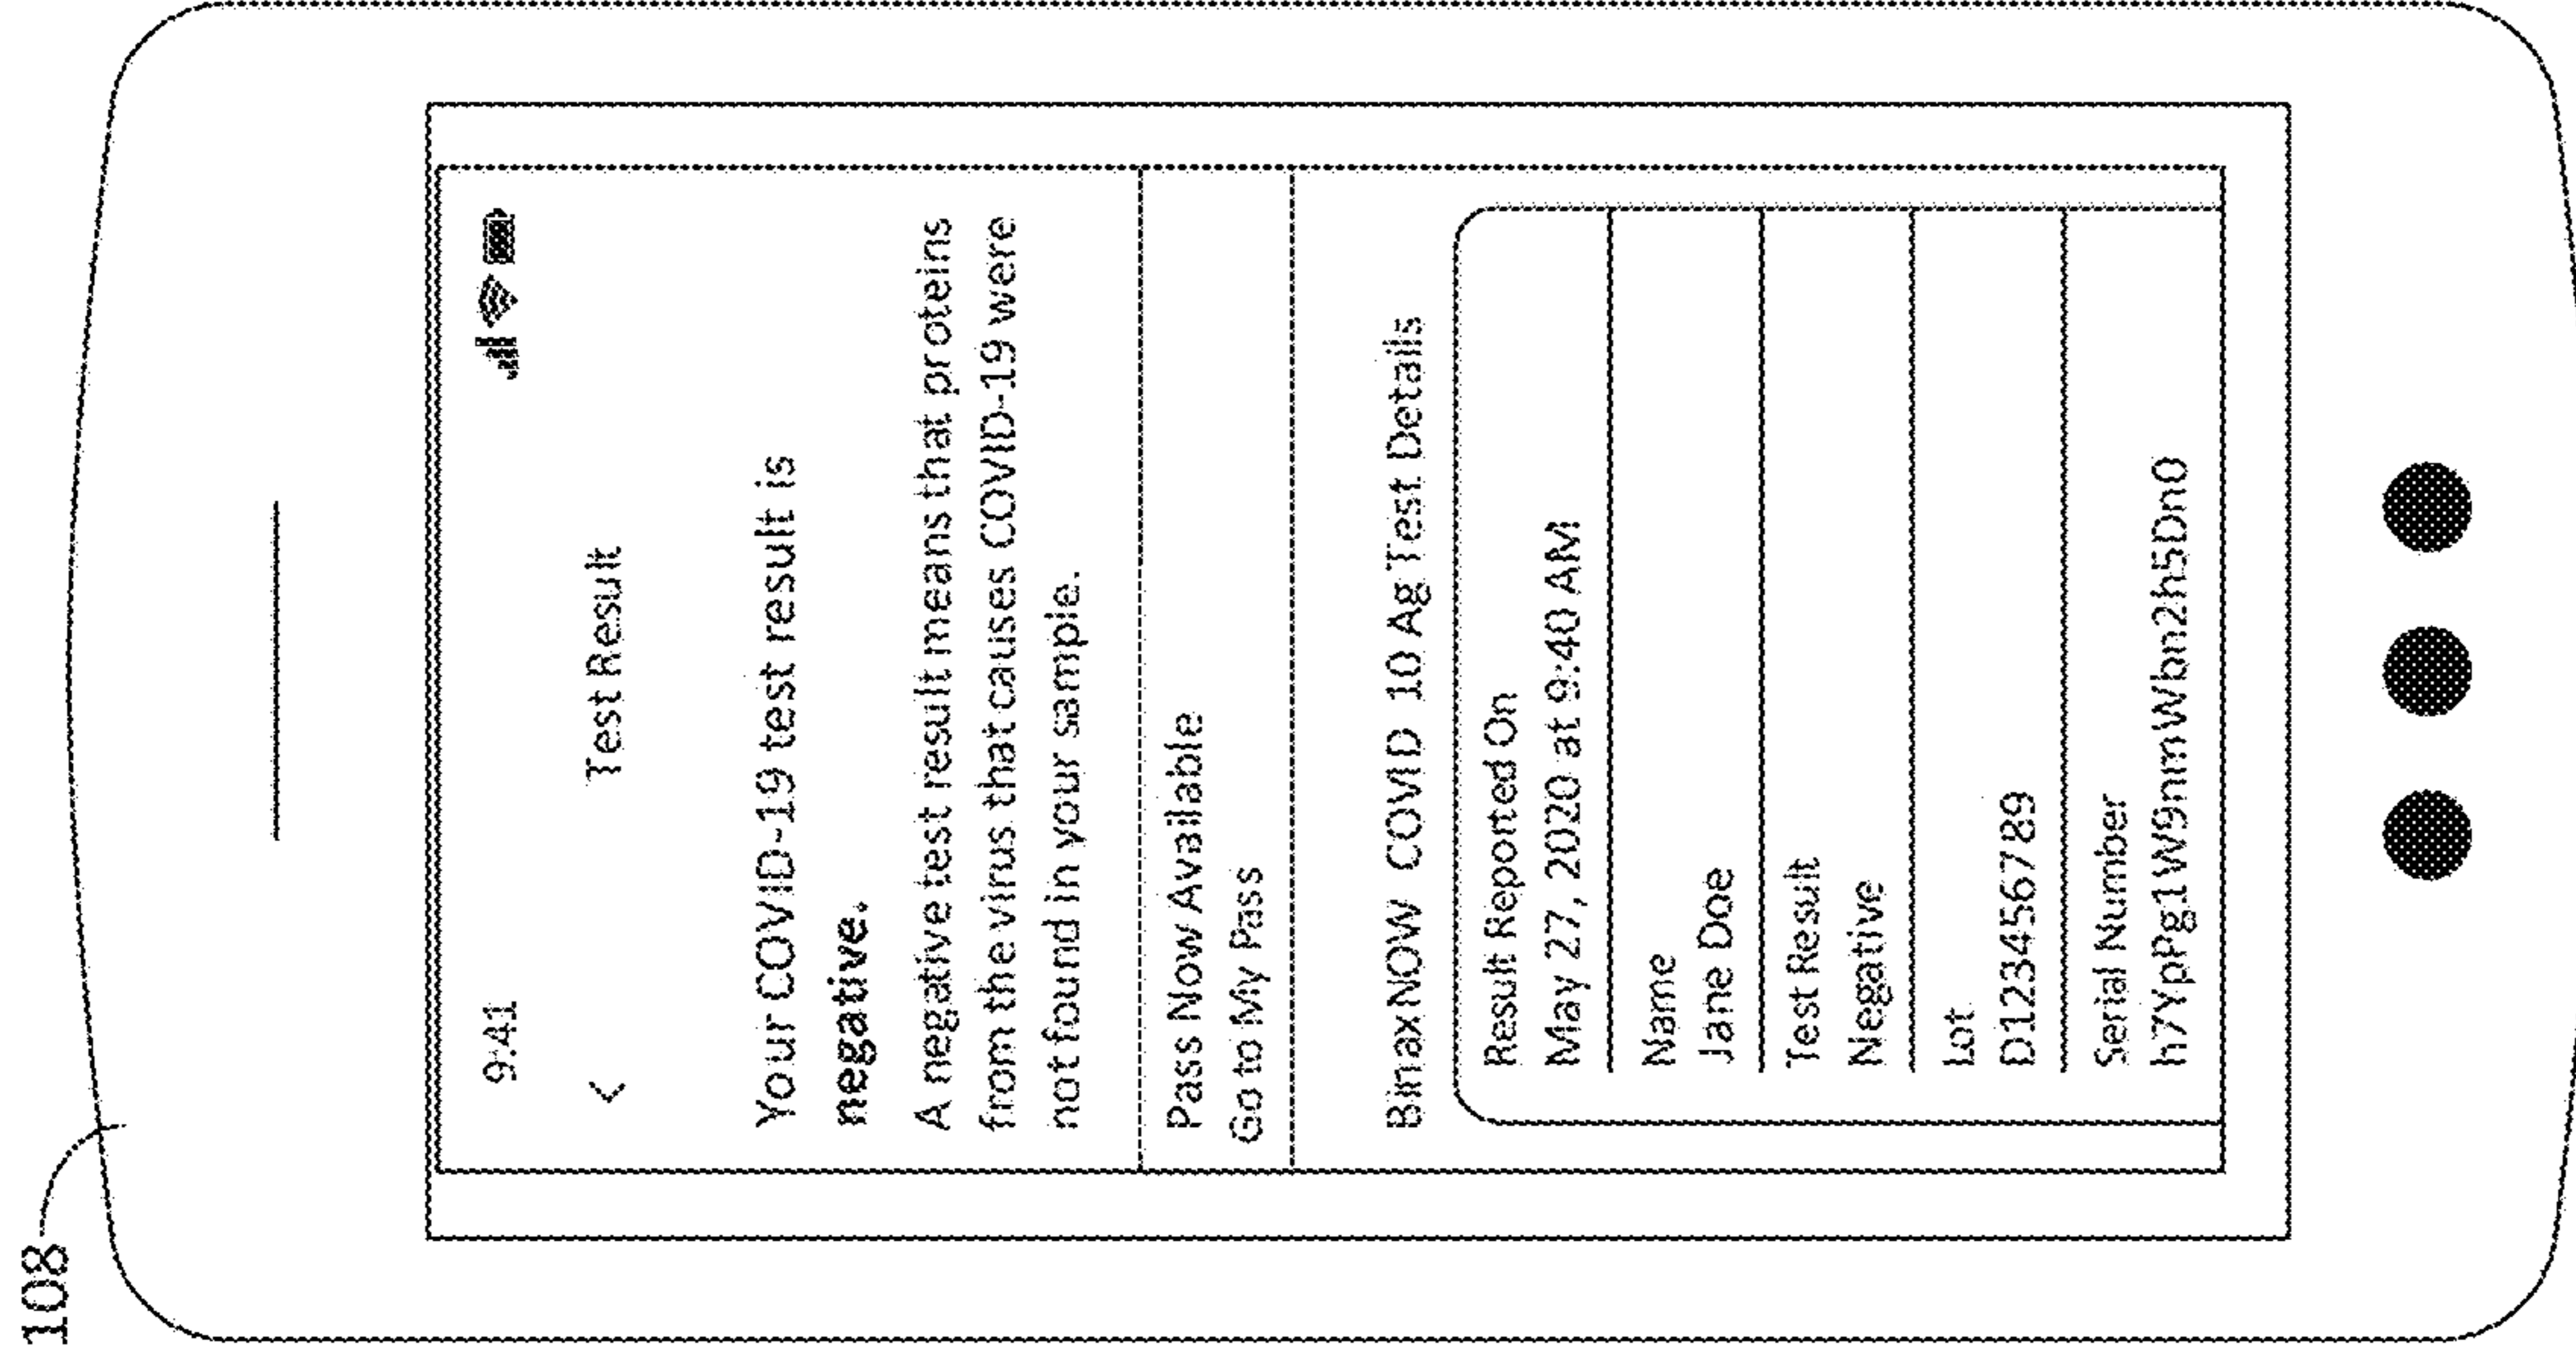 108
9:41
<
Test Result
Your COVID-19 test result is
negative.
A negative test result means that proteins
from the virus that causes COVID-19 were
not found in your sample.
Pass Now Available
Go to My Pass
BinaxNOW COVID 10 Ag Test Details
Result Reported On
May 27, 2020 at 9:40 AM
Name
Jane Doe
Test Result
Negative
Lot
D123456789
Serial Number
h7YpPg1W9nmWbn2h5Dn0